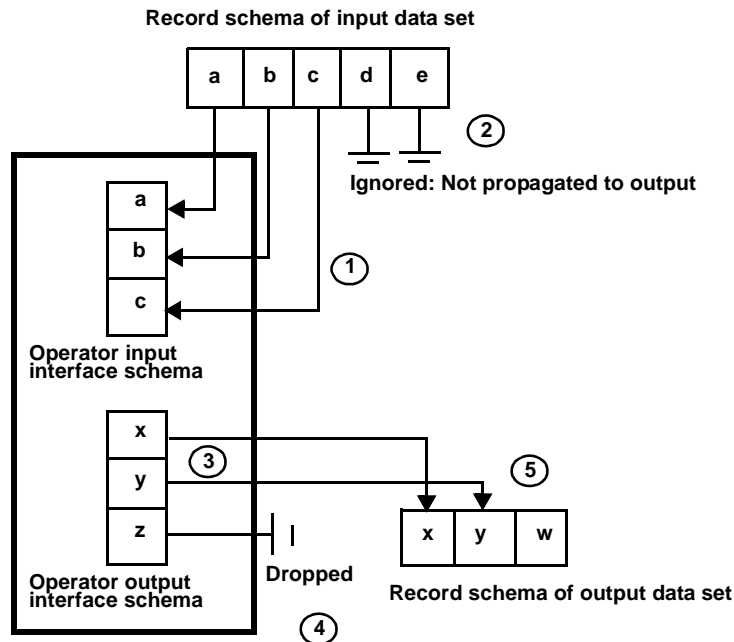 Record schema of input data set
a b c d e
2
Ignored: Not propagated to output
a
b
1
c
Operator input
interface schema
x
3
y
5
z
x y w
Dropped
Operator output
interface schema
Record schema of output data set
4